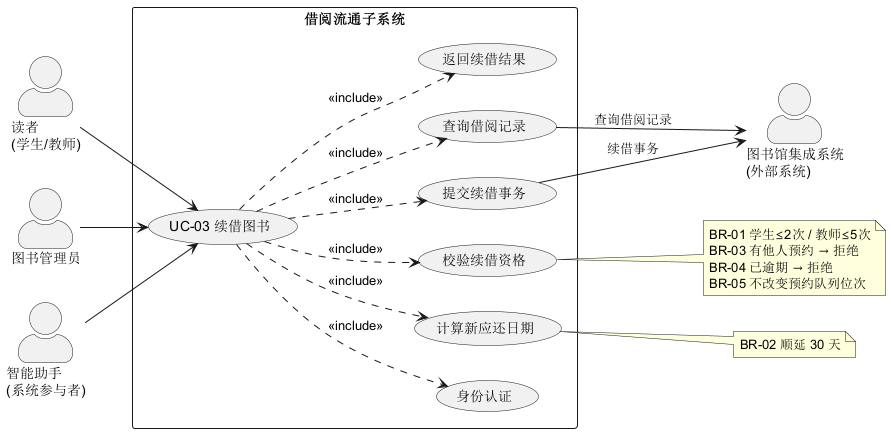 借阅流通子系统
读者
(学生/教师)
图书管理员
智能助手
(系统参与者)
UC-03 续借图书
«include»
«include»
«include»
«include»
«include»
«include»
返回续借结果
查询借阅记录
提交续借事务
校验续借资格
计算新应还日期
身份认证
查询借阅记录
续借事务
图书馆集成系统
(外部系统)
BR-01 学生≤2次 / 教师≤5次
BR-03 有他人预约 → 拒绝
BR-04 已逾期 → 拒绝
BR-05 不改变预约队列位次
BR-02 顺延 30 天